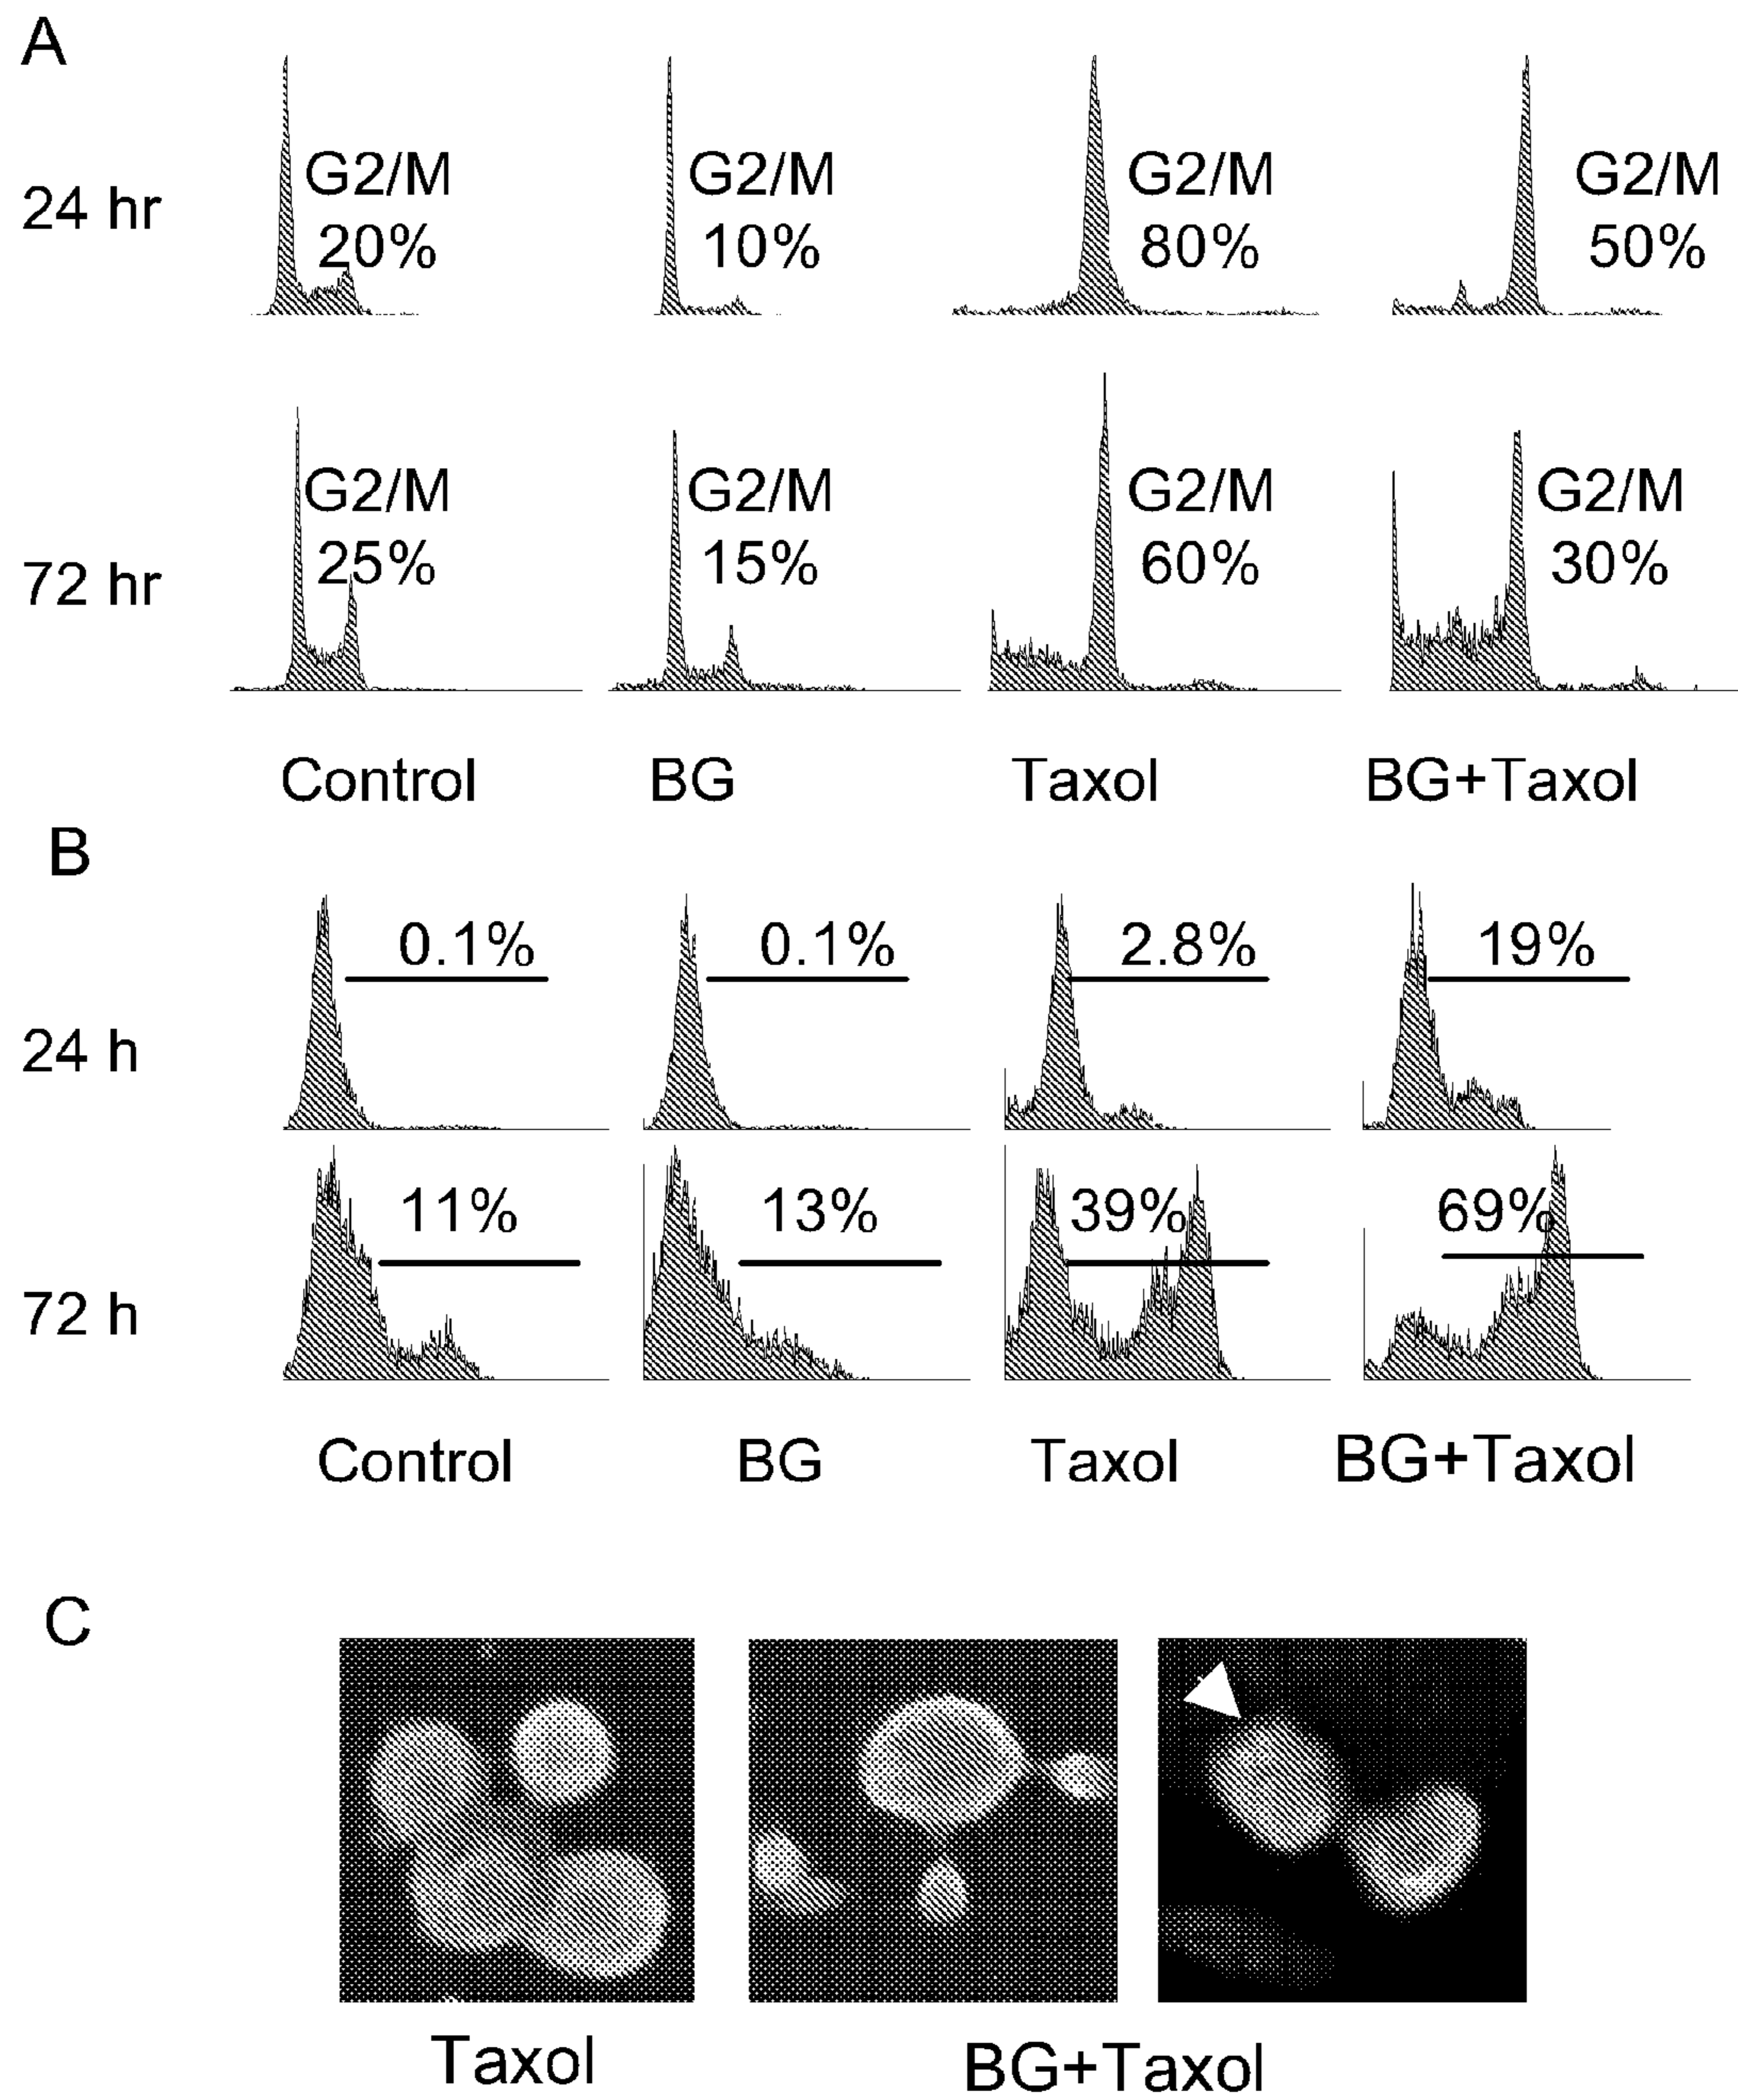 A
G2/M G2/M G2/M G2/M
24 hr 20% 10% 80% 50%
G2/M G2/M G2/M G2/M
72 hr 25% 15% 60% 30%
Control BG Taxol BG+Taxol
B
0.1% 0.1% 2.8% 19%
24 h
11% 13% 39% 69%
72 h
Control BG Taxol BG+Taxol
C
Taxol BG+Taxol